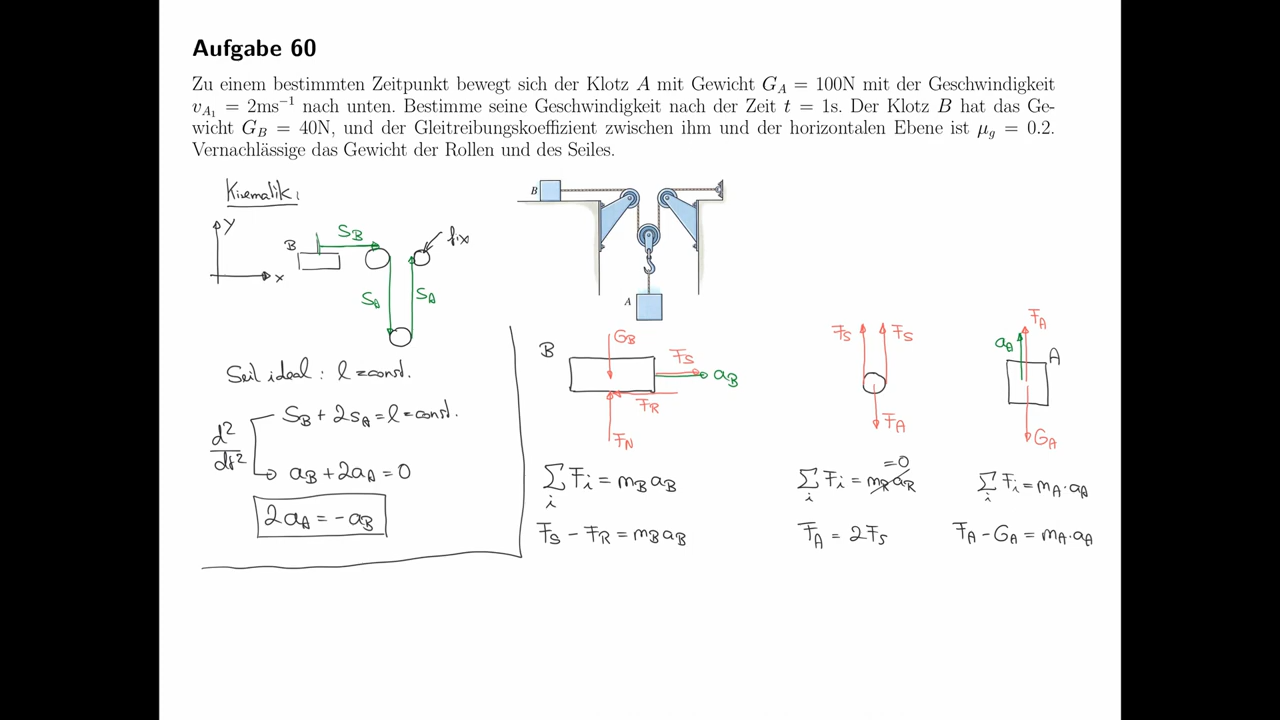 Aufgabe 60
Zu einem bestimmten Zeitpunkt bewegt sich der Klotz A mit Gewicht G_A = 100N mit der Geschwindigkeit
v_{A_1} = 2ms^{-1} nach unten. Bestimme seine Geschwindigkeit nach der Zeit t = 1s. Der Klotz B hat das Ge-
wicht G_B = 40N, und der Gleitreibungskoeffizient zwischen ihm und der horizontalen Ebene ist μ_g = 0.2.
Vernachlässige das Gewicht der Rollen und des Seiles.
Kinematik:
y
x
B
S_B
fix
S_A
S_A
Seil ideal: l = const.
S_B + 2s_A = l = const.
d²/dt²
a_B + 2a_A = 0
2a_A = -a_B
B
A
B
G_B
F_S
a_B
F_R
F_N
∑_i F_i = m_B a_B
F_S - F_R = m_B a_B
F_S
F_S
F_A
=0
∑_i F_i = m_R a_R
F_A = 2F_S
F_A
a_A
A
G_A
∑_i F_i = m_A · a_A
F_A - G_A = m_A · a_A